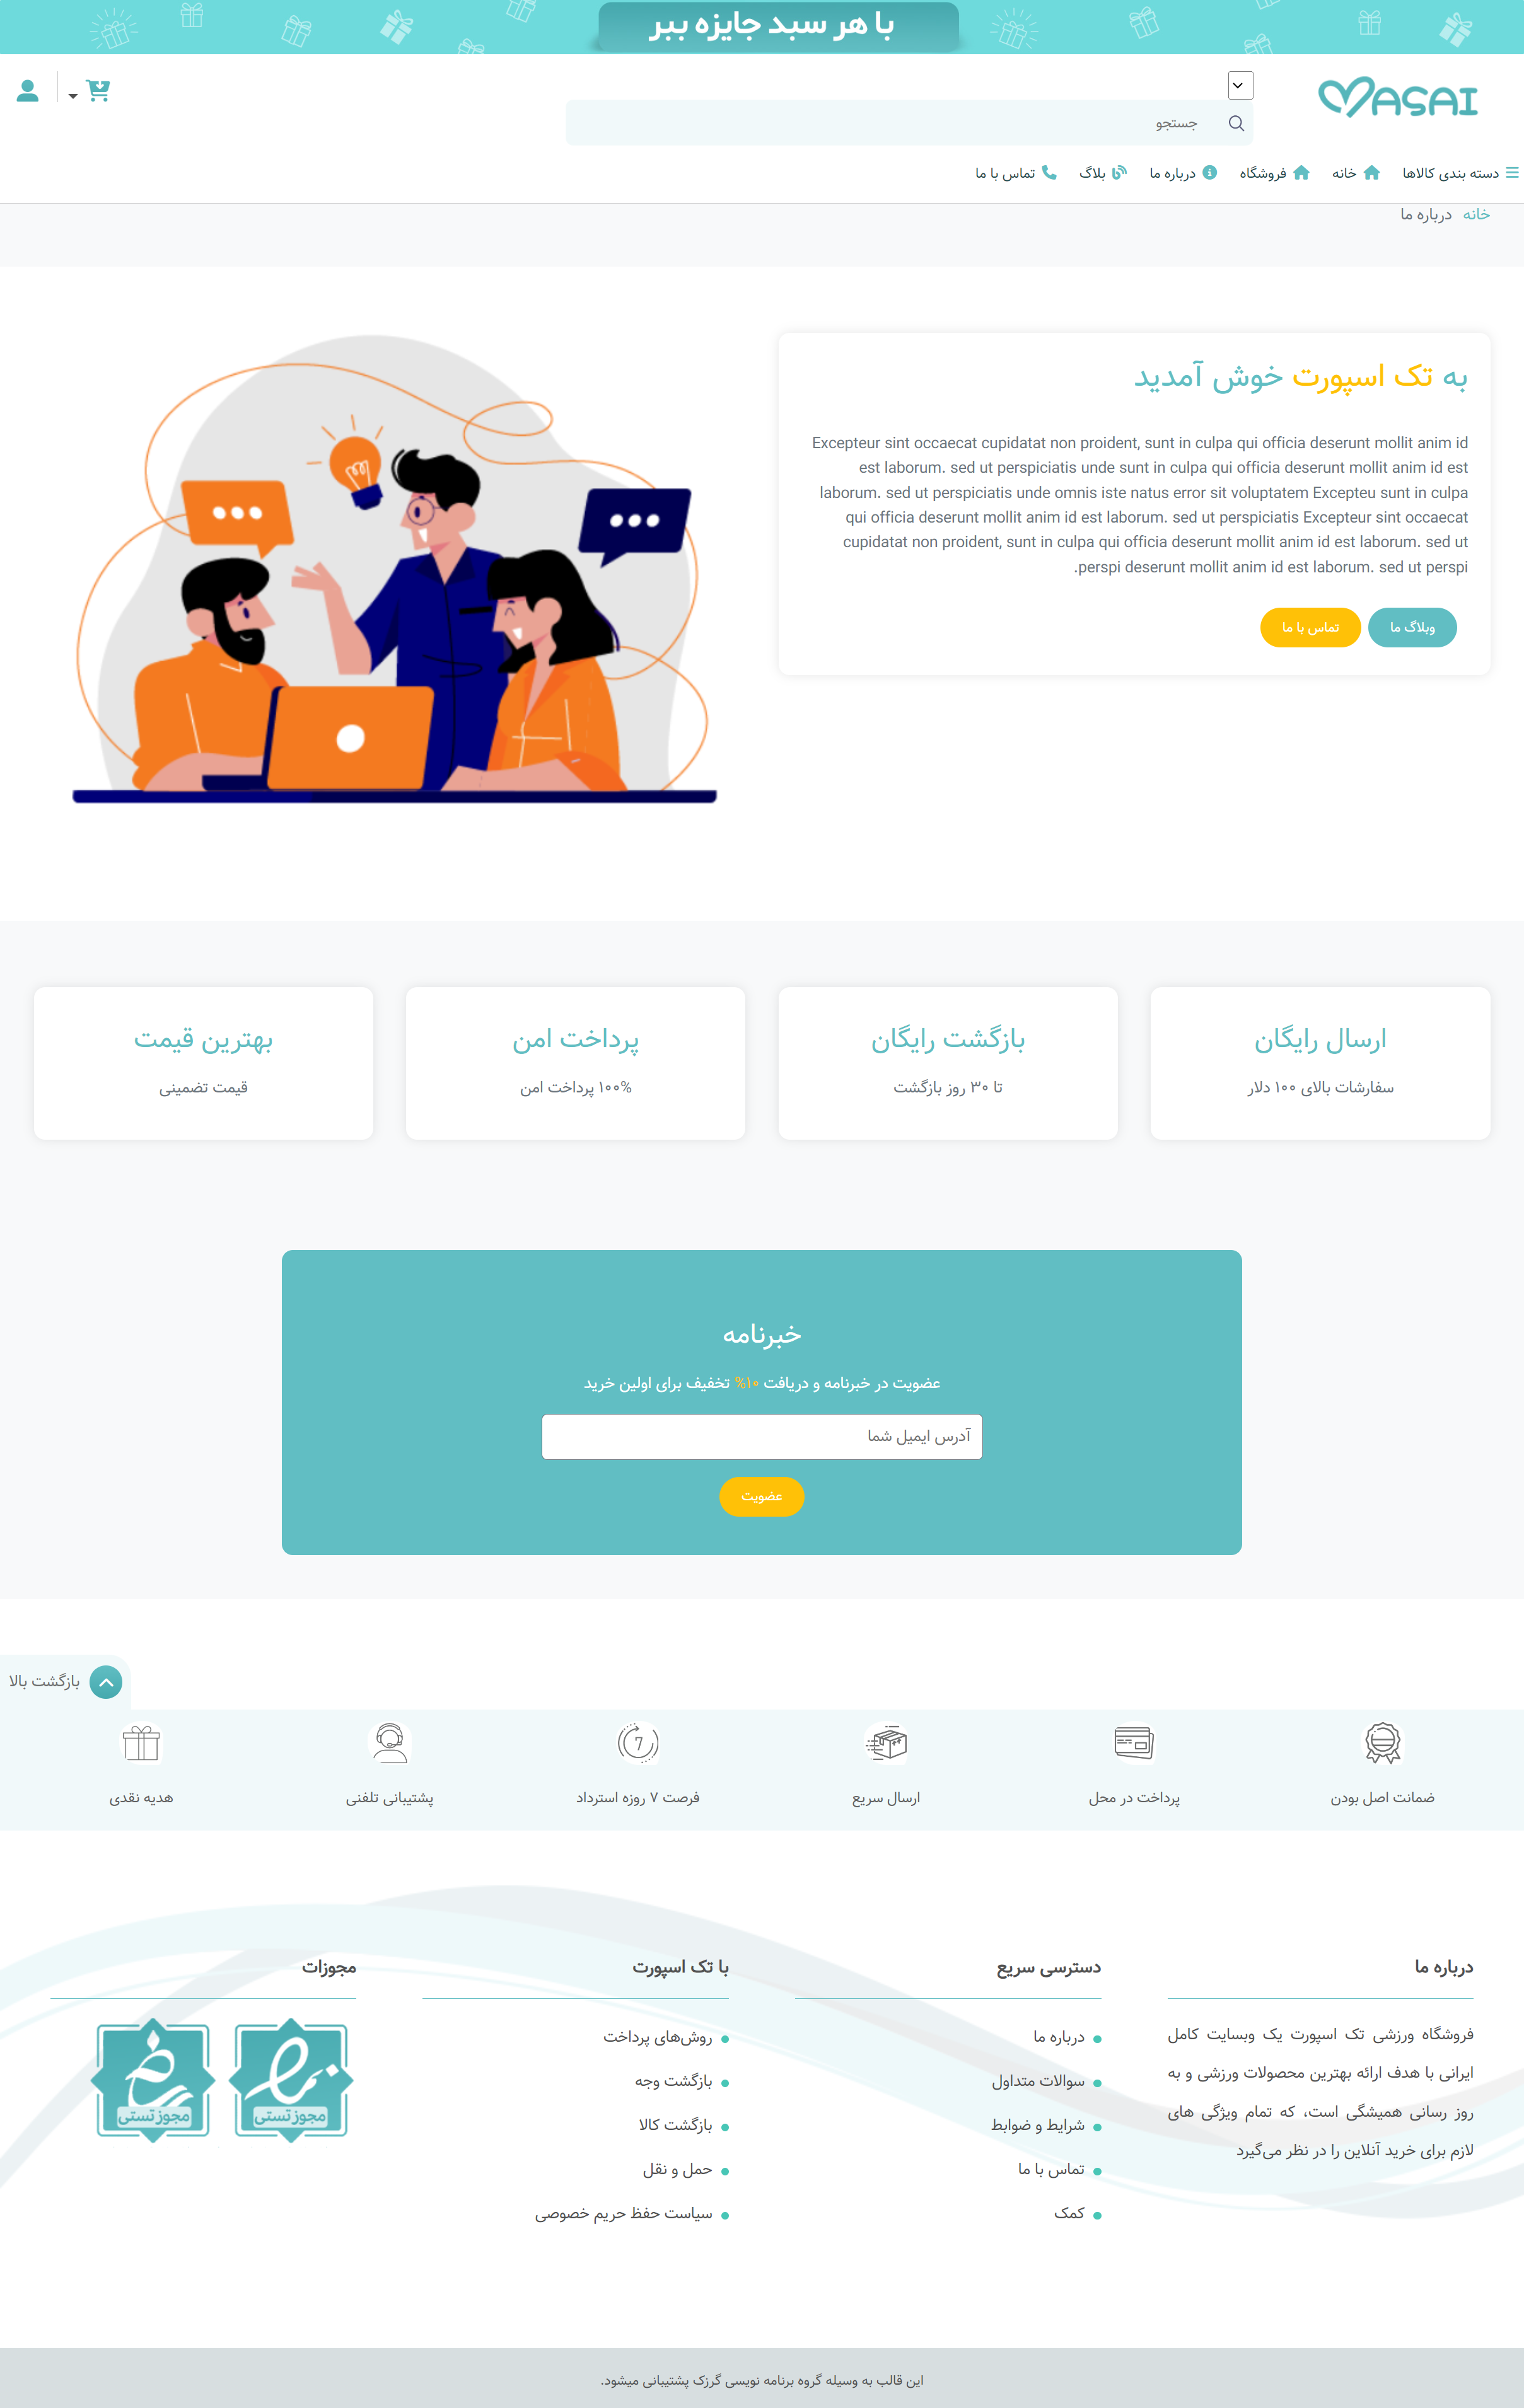 با هر سبد جایزه ببر
MASAI
جستجو
دسته بندی کالاها
خانه
فروشگاه
درباره ما
بلاگ
تماس با ما
خانه درباره ما
به تک اسپورت خوش آمدید
Excepteur sint occaecat cupidatat non proident, sunt in culpa qui officia deserunt mollit anim id
est laborum. sed ut perspiciatis unde sunt in culpa qui officia deserunt mollit anim id est
laborum. sed ut perspiciatis unde omnis iste natus error sit voluptatem Excepteu sunt in culpa
qui officia deserunt mollit anim id est laborum. sed ut perspiciatis Excepteur sint occaecat
cupidatat non proident, sunt in culpa qui officia deserunt mollit anim id est laborum. sed ut
.perspi deserunt mollit anim id est laborum. sed ut perspi
وبلاگ ما
تماس با ما
ارسال رایگان
سفارشات بالای ۱۰۰ دلار
بازگشت رایگان
تا ۳۰ روز بازگشت
پرداخت امن
۱۰۰% پرداخت امن
بهترین قیمت
قیمت تضمینی
خبرنامه
عضویت در خبرنامه و دریافت ۱۰% تخفیف برای اولین خرید
آدرس ایمیل شما
عضویت
بازگشت بالا
ضمانت اصل بودن
پرداخت در محل
ارسال سریع
7
فرصت ۷ روزه استرداد
پشتیبانی تلفنی
هدیه نقدی
درباره ما
فروشگاه ورزشی تک اسپورت یک وبسایت کامل
ایرانی با هدف ارائه بهترین محصولات ورزشی و به
روز رسانی همیشگی است، که تمام ویژگی های
لازم برای خرید آنلاین را در نظر می‌گیرد
دسترسی سریع
درباره ما
سوالات متداول
شرایط و ضوابط
تماس با ما
کمک
با تک اسپورت
روش‌های پرداخت
بازگشت وجه
بازگشت کالا
حمل و نقل
سیاست حفظ حریم خصوصی
مجوزات
مجوز تستی
مجوز تستی
این قالب به وسیله گروه برنامه نویسی گرزک پشتیبانی میشود.